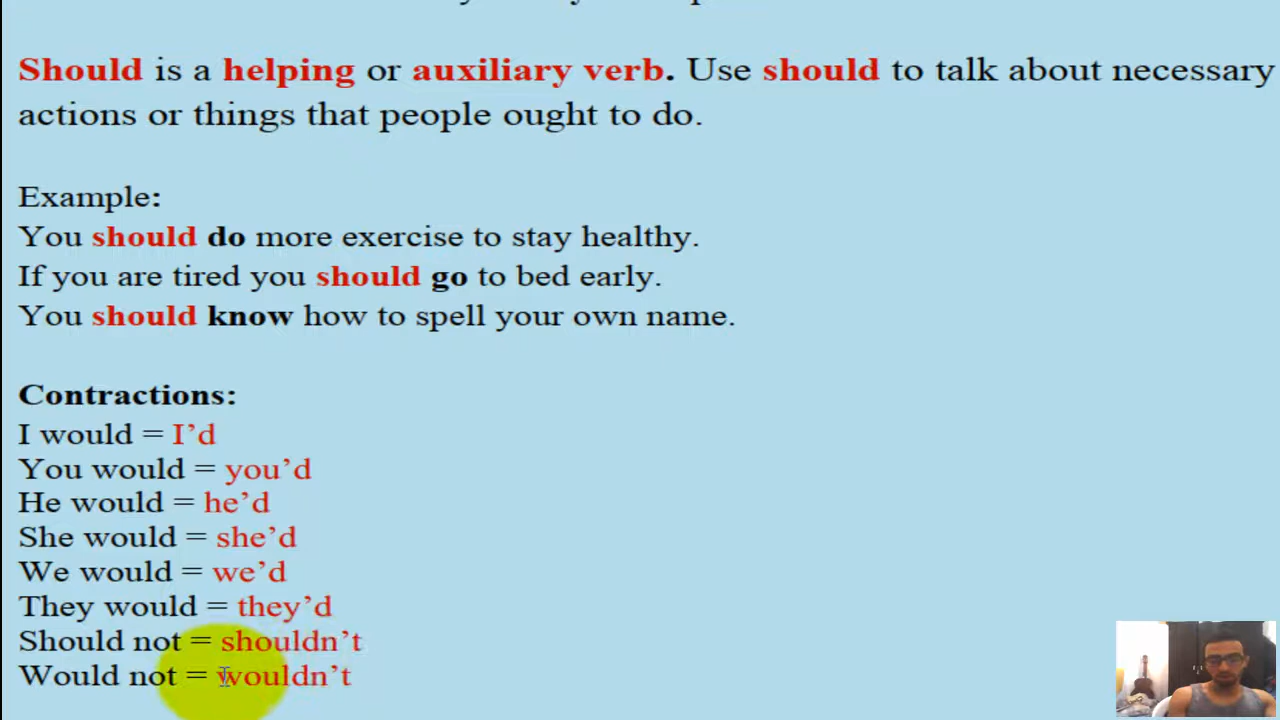 Should is a helping or auxiliary verb. Use should to talk about necessary
actions or things that people ought to do.
Example:
You should do more exercise to stay healthy.
If you are tired you should go to bed early.
You should know how to spell your own name.
Contractions:
I would = I’d
You would = you’d
He would = he’d
She would = she’d
We would = we’d
They would = they’d
Should not = shouldn’t
Would not = wouldn’t